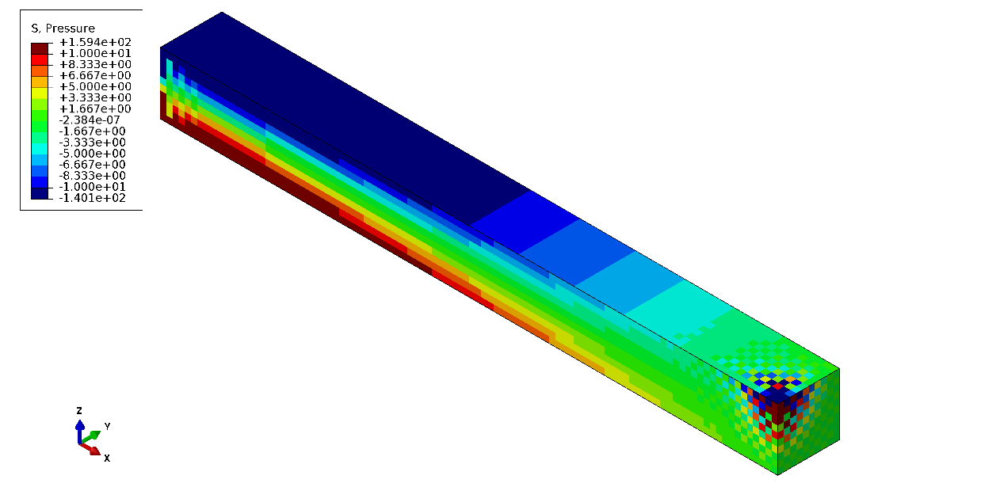 S, Pressure
+1.594e+02
+1.000e+01
+8.333e+00
+6.667e+00
+5.000e+00
+3.333e+00
+1.667e+00
-2.384e-07
-1.667e+00
-3.333e+00
-5.000e+00
-6.667e+00
-8.333e+00
-1.000e+01
-1.401e+02
Z
Y
X